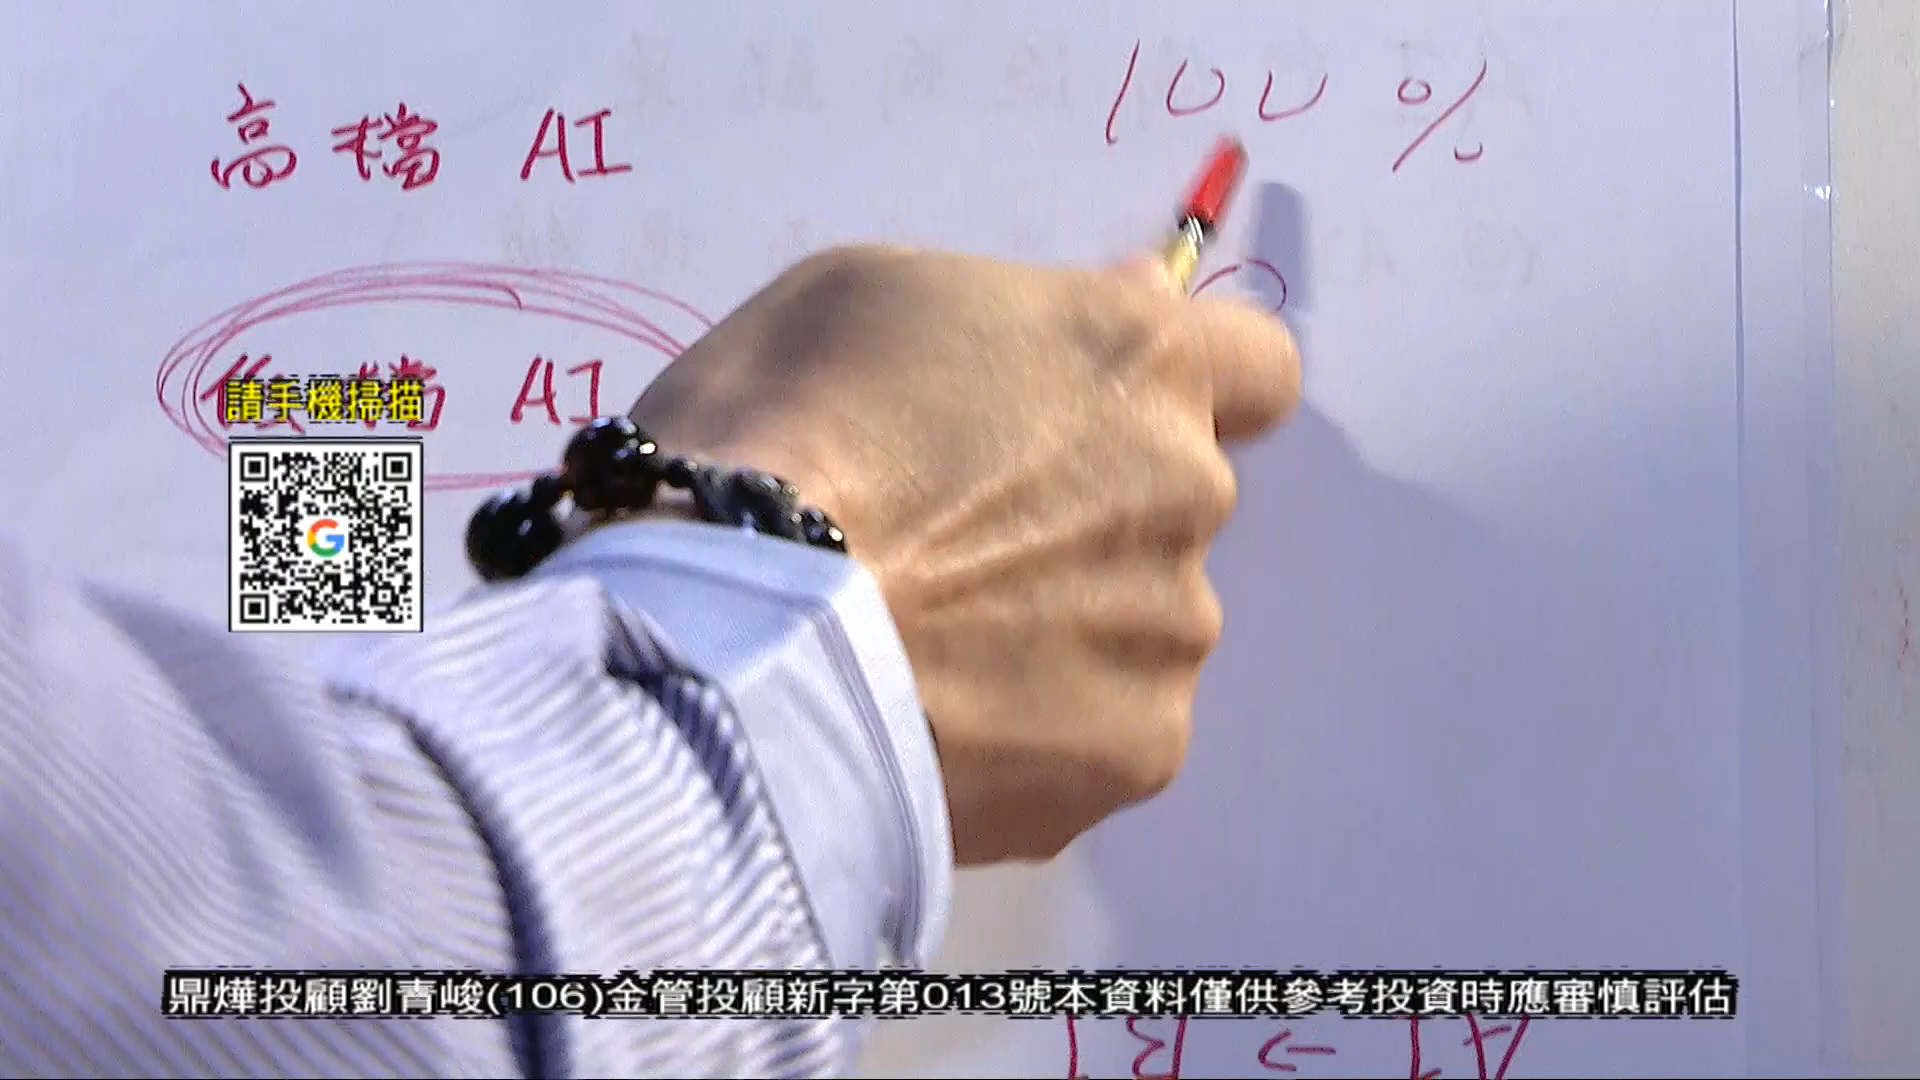 高檔 AI 100%
低檔 AI
請手機掃描
鼎燁投顧劉青峻(106)金管投顧新字第013號本資料僅供參考投資時應審慎評估